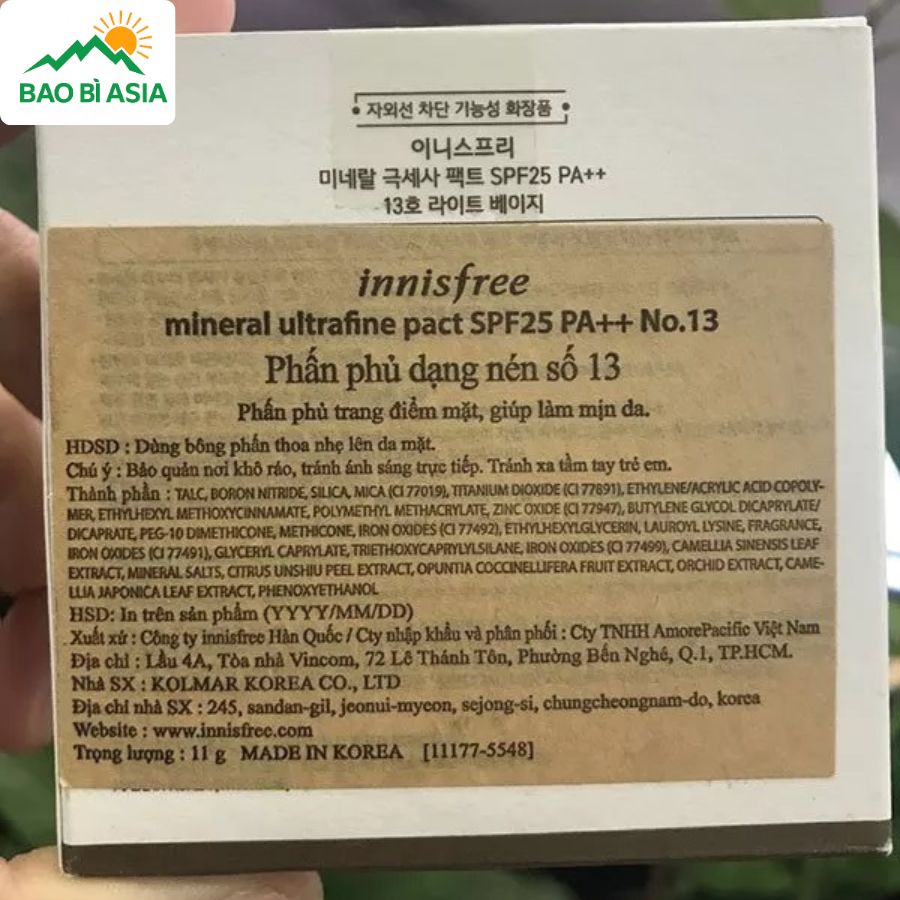 BAO BÌ ASIA
자외선 차단 기능성 화장품
이니스프리
미네랄 극세사 팩트 SPF25 PA++
13호 라이트 베이지
innisfree
mineral ultrafine pact SPF25 PA++ No.13
Phấn phủ dạng nén số 13
Phấn phủ trang điểm mặt, giúp làm mịn da.
HDSD : Dùng bông phấn thoa nhẹ lên da mặt.
Chú ý : Bảo quản nơi khô ráo, tránh ánh sáng trực tiếp. Tránh xa tầm tay trẻ em.
Thành phần : TALC, BORON NITRIDE, SILICA, MICA (CI 77019), TITANIUM DIOXIDE (CI 77891), ETHYLENE/ACRYLIC ACID COPOLY-
MER, ETHYLHEXYL METHOXYCINNAMATE, POLYMETHYL METHACRYLATE, ZINC OXIDE (CI 77947), BUTYLENE GLYCOL DICAPRYLATE/
DICAPRATE, PEG-10 DIMETHICONE, METHICONE, IRON OXIDES (CI 77492), ETHYLHEXYLGLYCERIN, LAUROYL LYSINE, FRAGRANCE,
IRON OXIDES (CI 77491), GLYCERYL CAPRYLATE, TRIETHOXYCAPRYLYLSILANE, IRON OXIDES (CI 77499), CAMELLIA SINENSIS LEAF
EXTRACT, MINERAL SALTS, CITRUS UNSHIU PEEL EXTRACT, OPUNTIA COCCINELLIFERA FRUIT EXTRACT, ORCHID EXTRACT, CAME-
LLIA JAPONICA LEAF EXTRACT, PHENOXYETHANOL
HSD: In trên sản phẩm (YYYY/MM/DD)
Xuất xứ : Công ty innisfree Hàn Quốc / Cty nhập khẩu và phân phối : Cty TNHH AmorePacific Việt Nam
Địa chỉ : Lầu 4A, Tòa nhà Vincom, 72 Lê Thánh Tôn, Phường Bến Nghé, Q.1, TP.HCM.
Nhà SX : KOLMAR KOREA CO., LTD
Địa chỉ nhà SX : 245, sandan-gil, jeonui-myeon, sejong-si, chungcheongnam-do, korea
Website : www.innisfree.com
Trọng lượng : 11 g MADE IN KOREA [11177-5548]